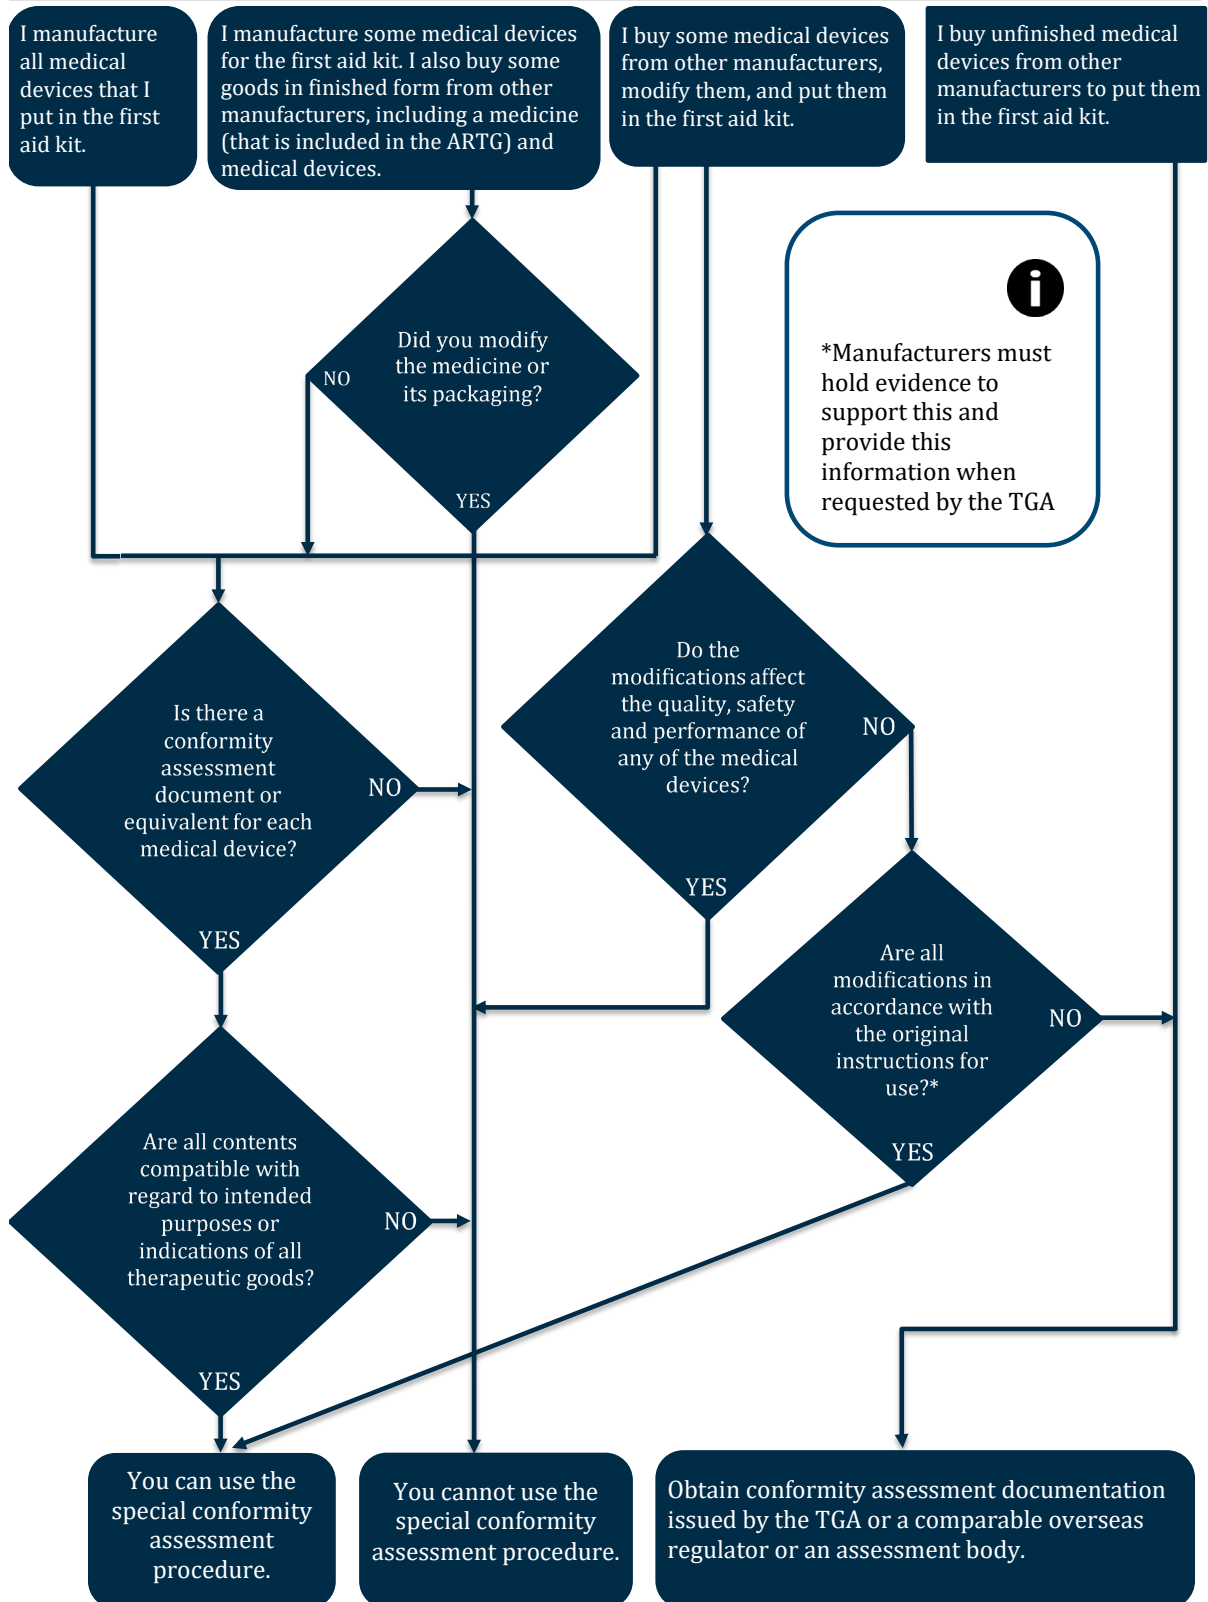 I manufacture
all medical
devices that I
put in the first
aid kit.
I manufacture some medical devices
for the first aid kit. I also buy some
goods in finished form from other
manufacturers, including a medicine
(that is included in the ARTG) and
medical devices.
I buy some medical devices
from other manufacturers,
modify them, and put them
in the first aid kit.
I buy unfinished medical
devices from other
manufacturers to put them
in the first aid kit.
Did you modify
the medicine or
its packaging?
NO
YES
*Manufacturers must
hold evidence to
support this and
provide this
information when
requested by the TGA
Do the
modifications affect
the quality, safety
and performance of
any of the medical
devices?
NO
YES
Is there a
conformity
assessment
document or
equivalent for each
medical device?
NO
YES
Are all
modifications in
accordance with
the original
instructions for
use?*
NO
YES
Are all contents
compatible with
regard to intended
purposes or
indications of all
therapeutic goods?
NO
YES
You can use the
special conformity
assessment
procedure.
You cannot use the
special conformity
assessment procedure.
Obtain conformity assessment documentation
issued by the TGA or a comparable overseas
regulator or an assessment body.